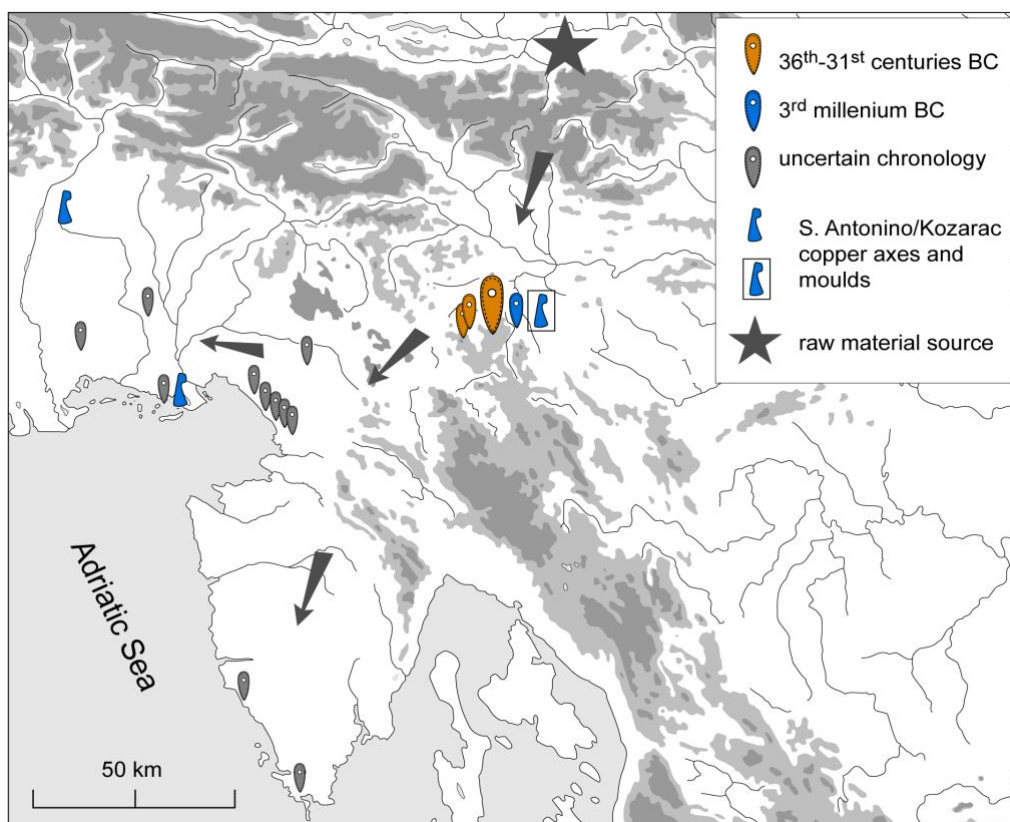 36th-31st centuries BC
3rd millenium BC
uncertain chronology
S. Antonino/Kozarac
copper axes and
moulds
raw material source
Adriatic Sea
50 km